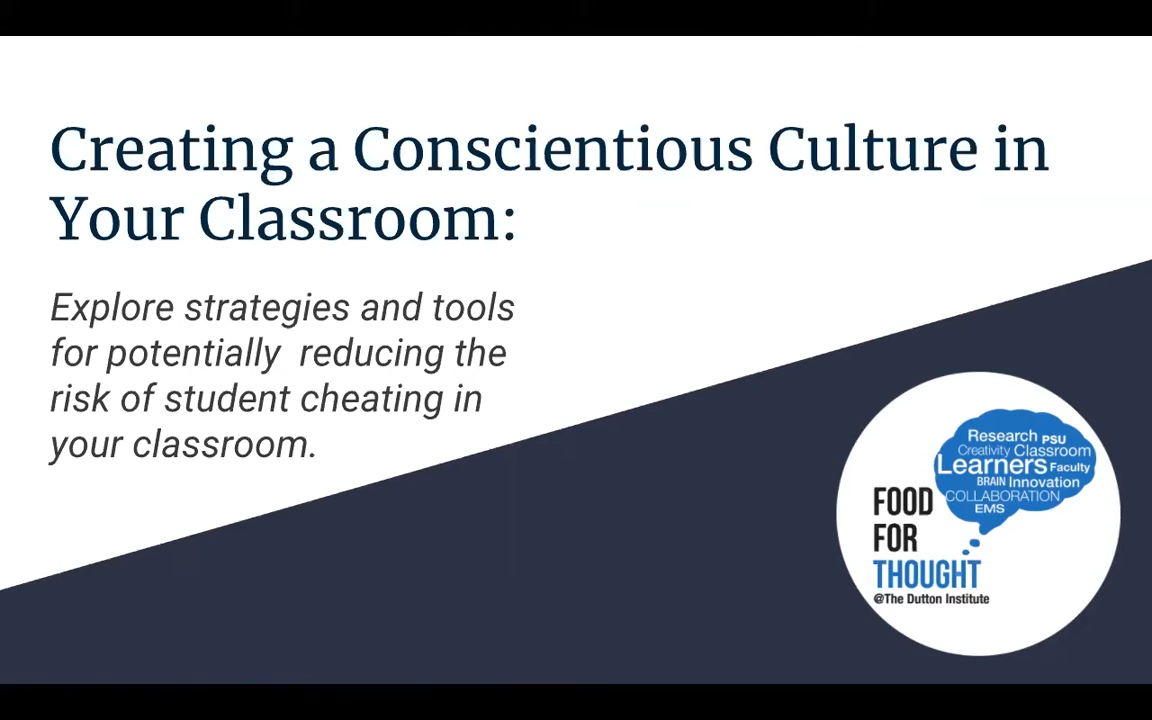 Creating a Conscientious Culture in
Your Classroom:
Explore strategies and tools
for potentially  reducing the
risk of student cheating in
your classroom.
Research PSU
Creativity Classroom
Learners Faculty
BRAIN Innovation
COLLABORATION
EMS
FOOD
FOR
THOUGHT
@The Dutton Institute